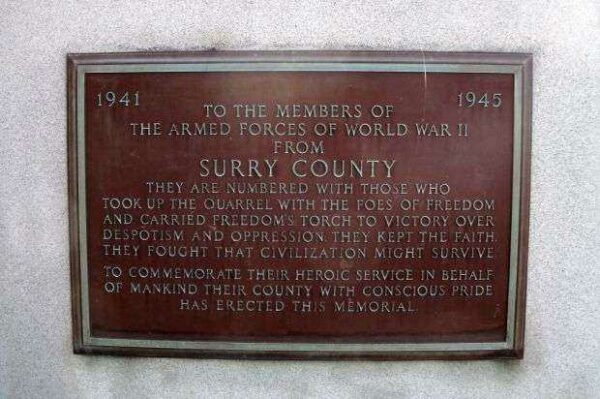 1941 1945
TO THE MEMBERS OF
THE ARMED FORCES OF WORLD WAR II
FROM
SURRY COUNTY
THEY ARE NUMBERED WITH THOSE WHO
TOOK UP THE QUARREL WITH THE FOES OF FREEDOM
AND CARRIED FREEDOM'S TORCH TO VICTORY OVER
DESPOTISM AND OPPRESSION. THEY KEPT THE FAITH.
THEY FOUGHT THAT CIVILIZATION MIGHT SURVIVE
TO COMMEMORATE THEIR HEROIC SERVICE IN BEHALF
OF MANKIND THEIR COUNTY WITH CONSCIOUS PRIDE
HAS ERECTED THIS MEMORIAL.